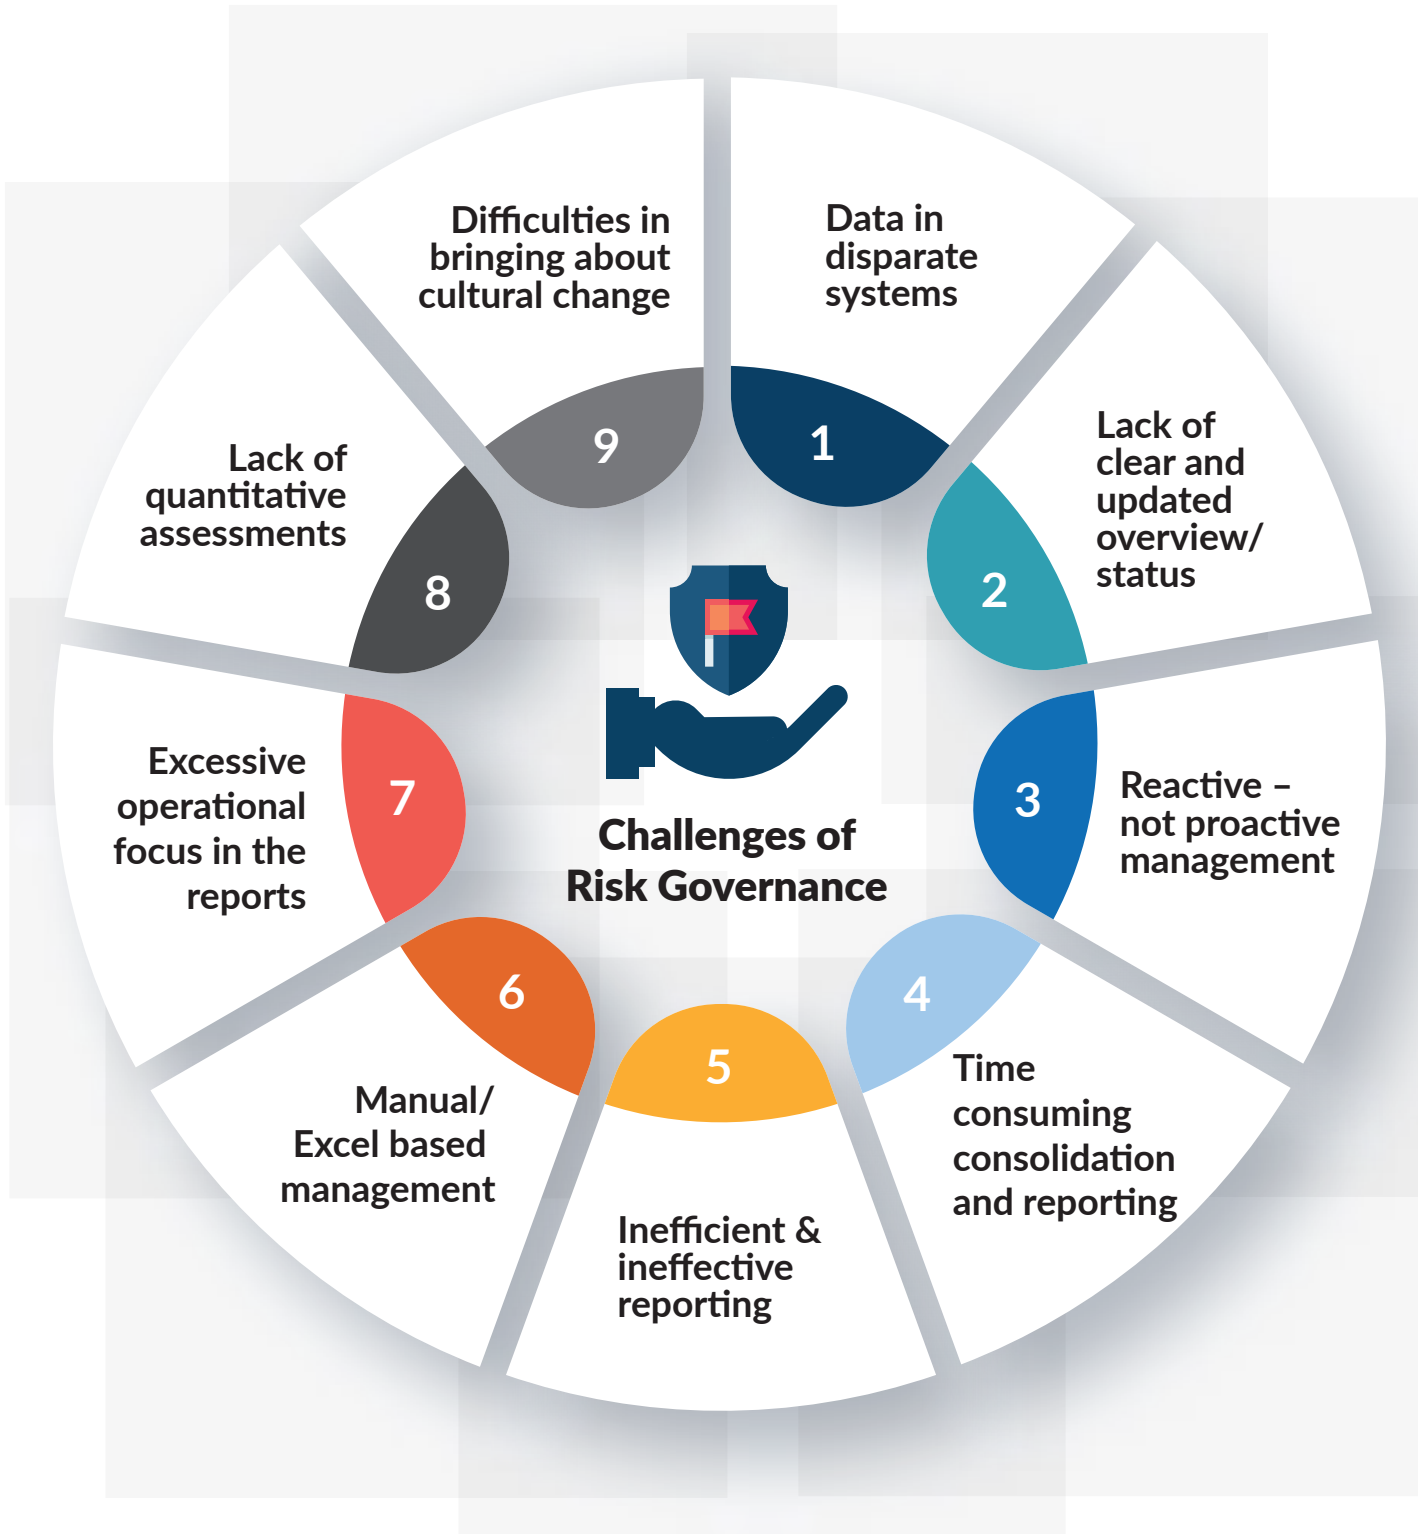 Challenges of
Risk Governance
1
Data in
disparate
systems
2
Lack of
clear and
updated
overview/
status
3
Reactive –
not proactive
management
4
Time
consuming
consolidation
and reporting
5
Inefficient &
ineffective
reporting
6
Manual/
Excel based
management
7
Excessive
operational
focus in the
reports
8
Lack of
quantitative
assessments
9
Difficulties in
bringing about
cultural change